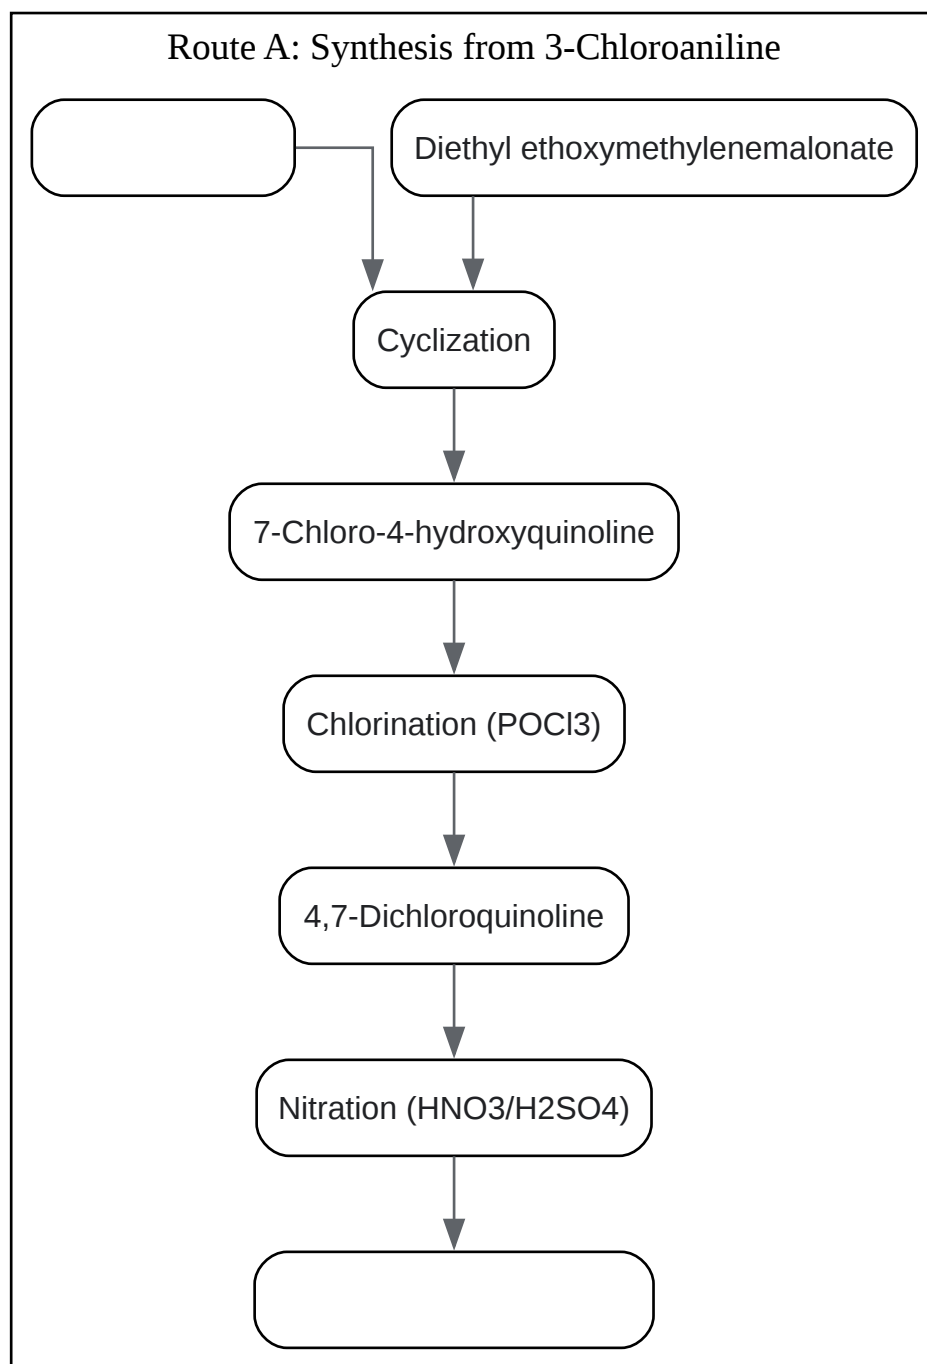 Route A: Synthesis from 3-Chloroaniline
Diethyl ethoxymethylenemalonate
Cyclization
7-Chloro-4-hydroxyquinoline
Chlorination (POCl3)
4,7-Dichloroquinoline
Nitration (HNO3/H2SO4)